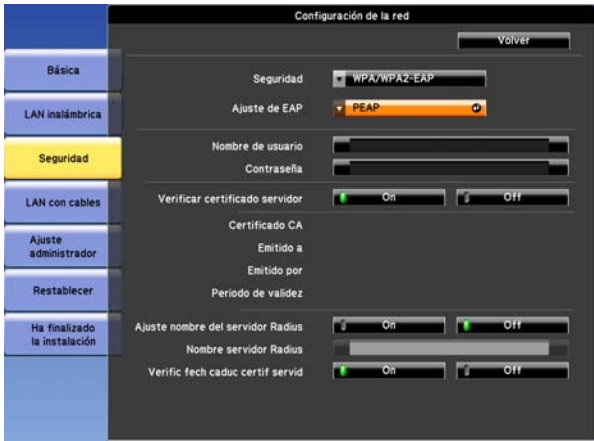 Configuración de la red
Volver
Básica
LAN inalámbrica
Seguridad
LAN con cables
Ajuste
administrador
Restablecer
Ha finalizado
la instalación
Seguridad WPA/WPA2-EAP
Ajuste de EAP PEAP
Nombre de usuario
Contraseña
Verificar certificado servidor On Off
Certificado CA
Emitido a
Emitido por
Periodo de validez
Ajuste nombre del servidor Radius On Off
Nombre servidor Radius
Verific fech caduc certif servid On Off